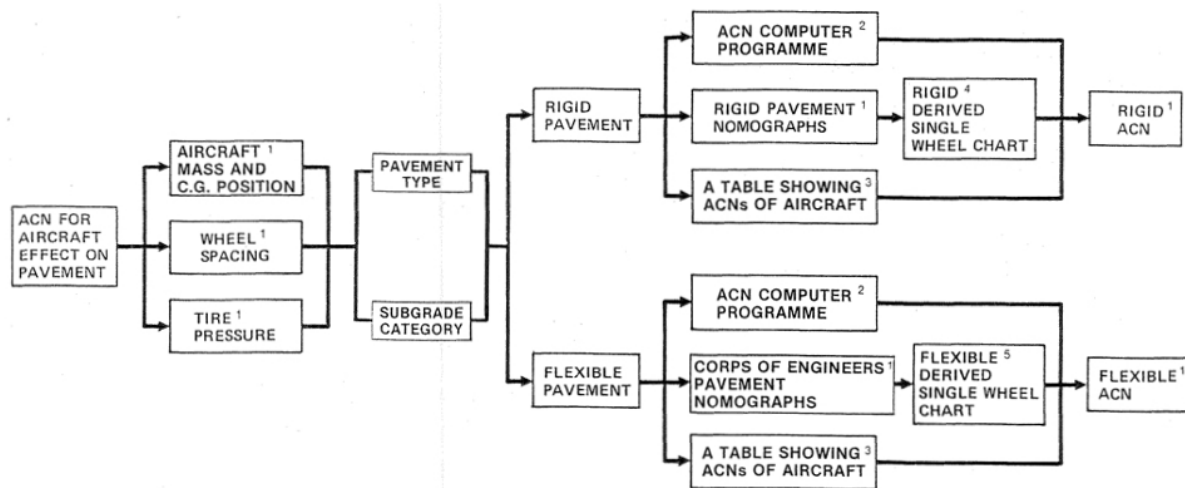 ACN FOR
AIRCRAFT
EFFECT ON
PAVEMENT
AIRCRAFT 1
MASS AND
C.G. POSITION
WHEEL 1
SPACING
TIRE 1
PRESSURE
PAVEMENT
TYPE
SUBGRADE
CATEGORY
RIGID
PAVEMENT
ACN COMPUTER 2
PROGRAMME
RIGID PAVEMENT 1
NOMOGRAPHS
RIGID 4
DERIVED
SINGLE
WHEEL CHART
A TABLE SHOWING 3
ACNs OF AIRCRAFT
RIGID 1
ACN
FLEXIBLE
PAVEMENT
ACN COMPUTER 2
PROGRAMME
CORPS OF ENGINEERS 1
PAVEMENT
NOMOGRAPHS
FLEXIBLE 5
DERIVED
SINGLE WHEEL
CHART
A TABLE SHOWING 3
ACNs OF AIRCRAFT
FLEXIBLE 1
ACN